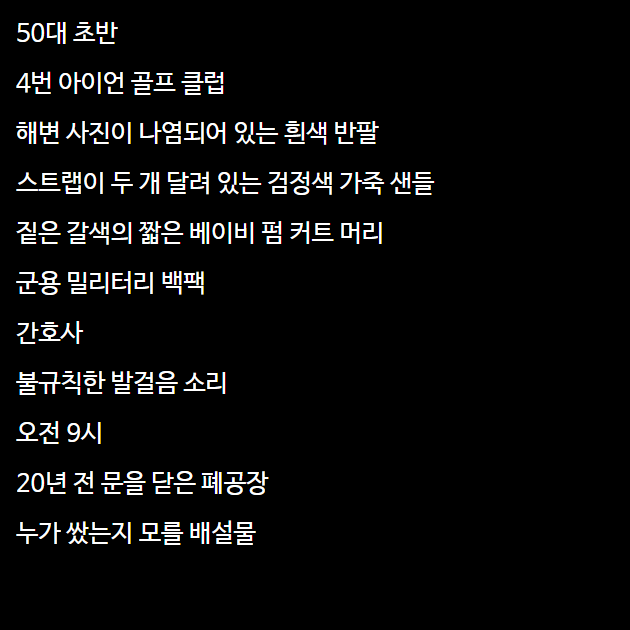 50대 초반
4번 아이언 골프 클럽
해변 사진이 나염되어 있는 흰색 반팔
스트랩이 두 개 달려 있는 검정색 가죽 샌들
짙은 갈색의 짧은 베이비 펌 커트 머리
군용 밀리터리 백팩
간호사
불규칙한 발걸음 소리
오전 9시
20년 전 문을 닫은 폐공장
누가 쌌는지 모를 배설물